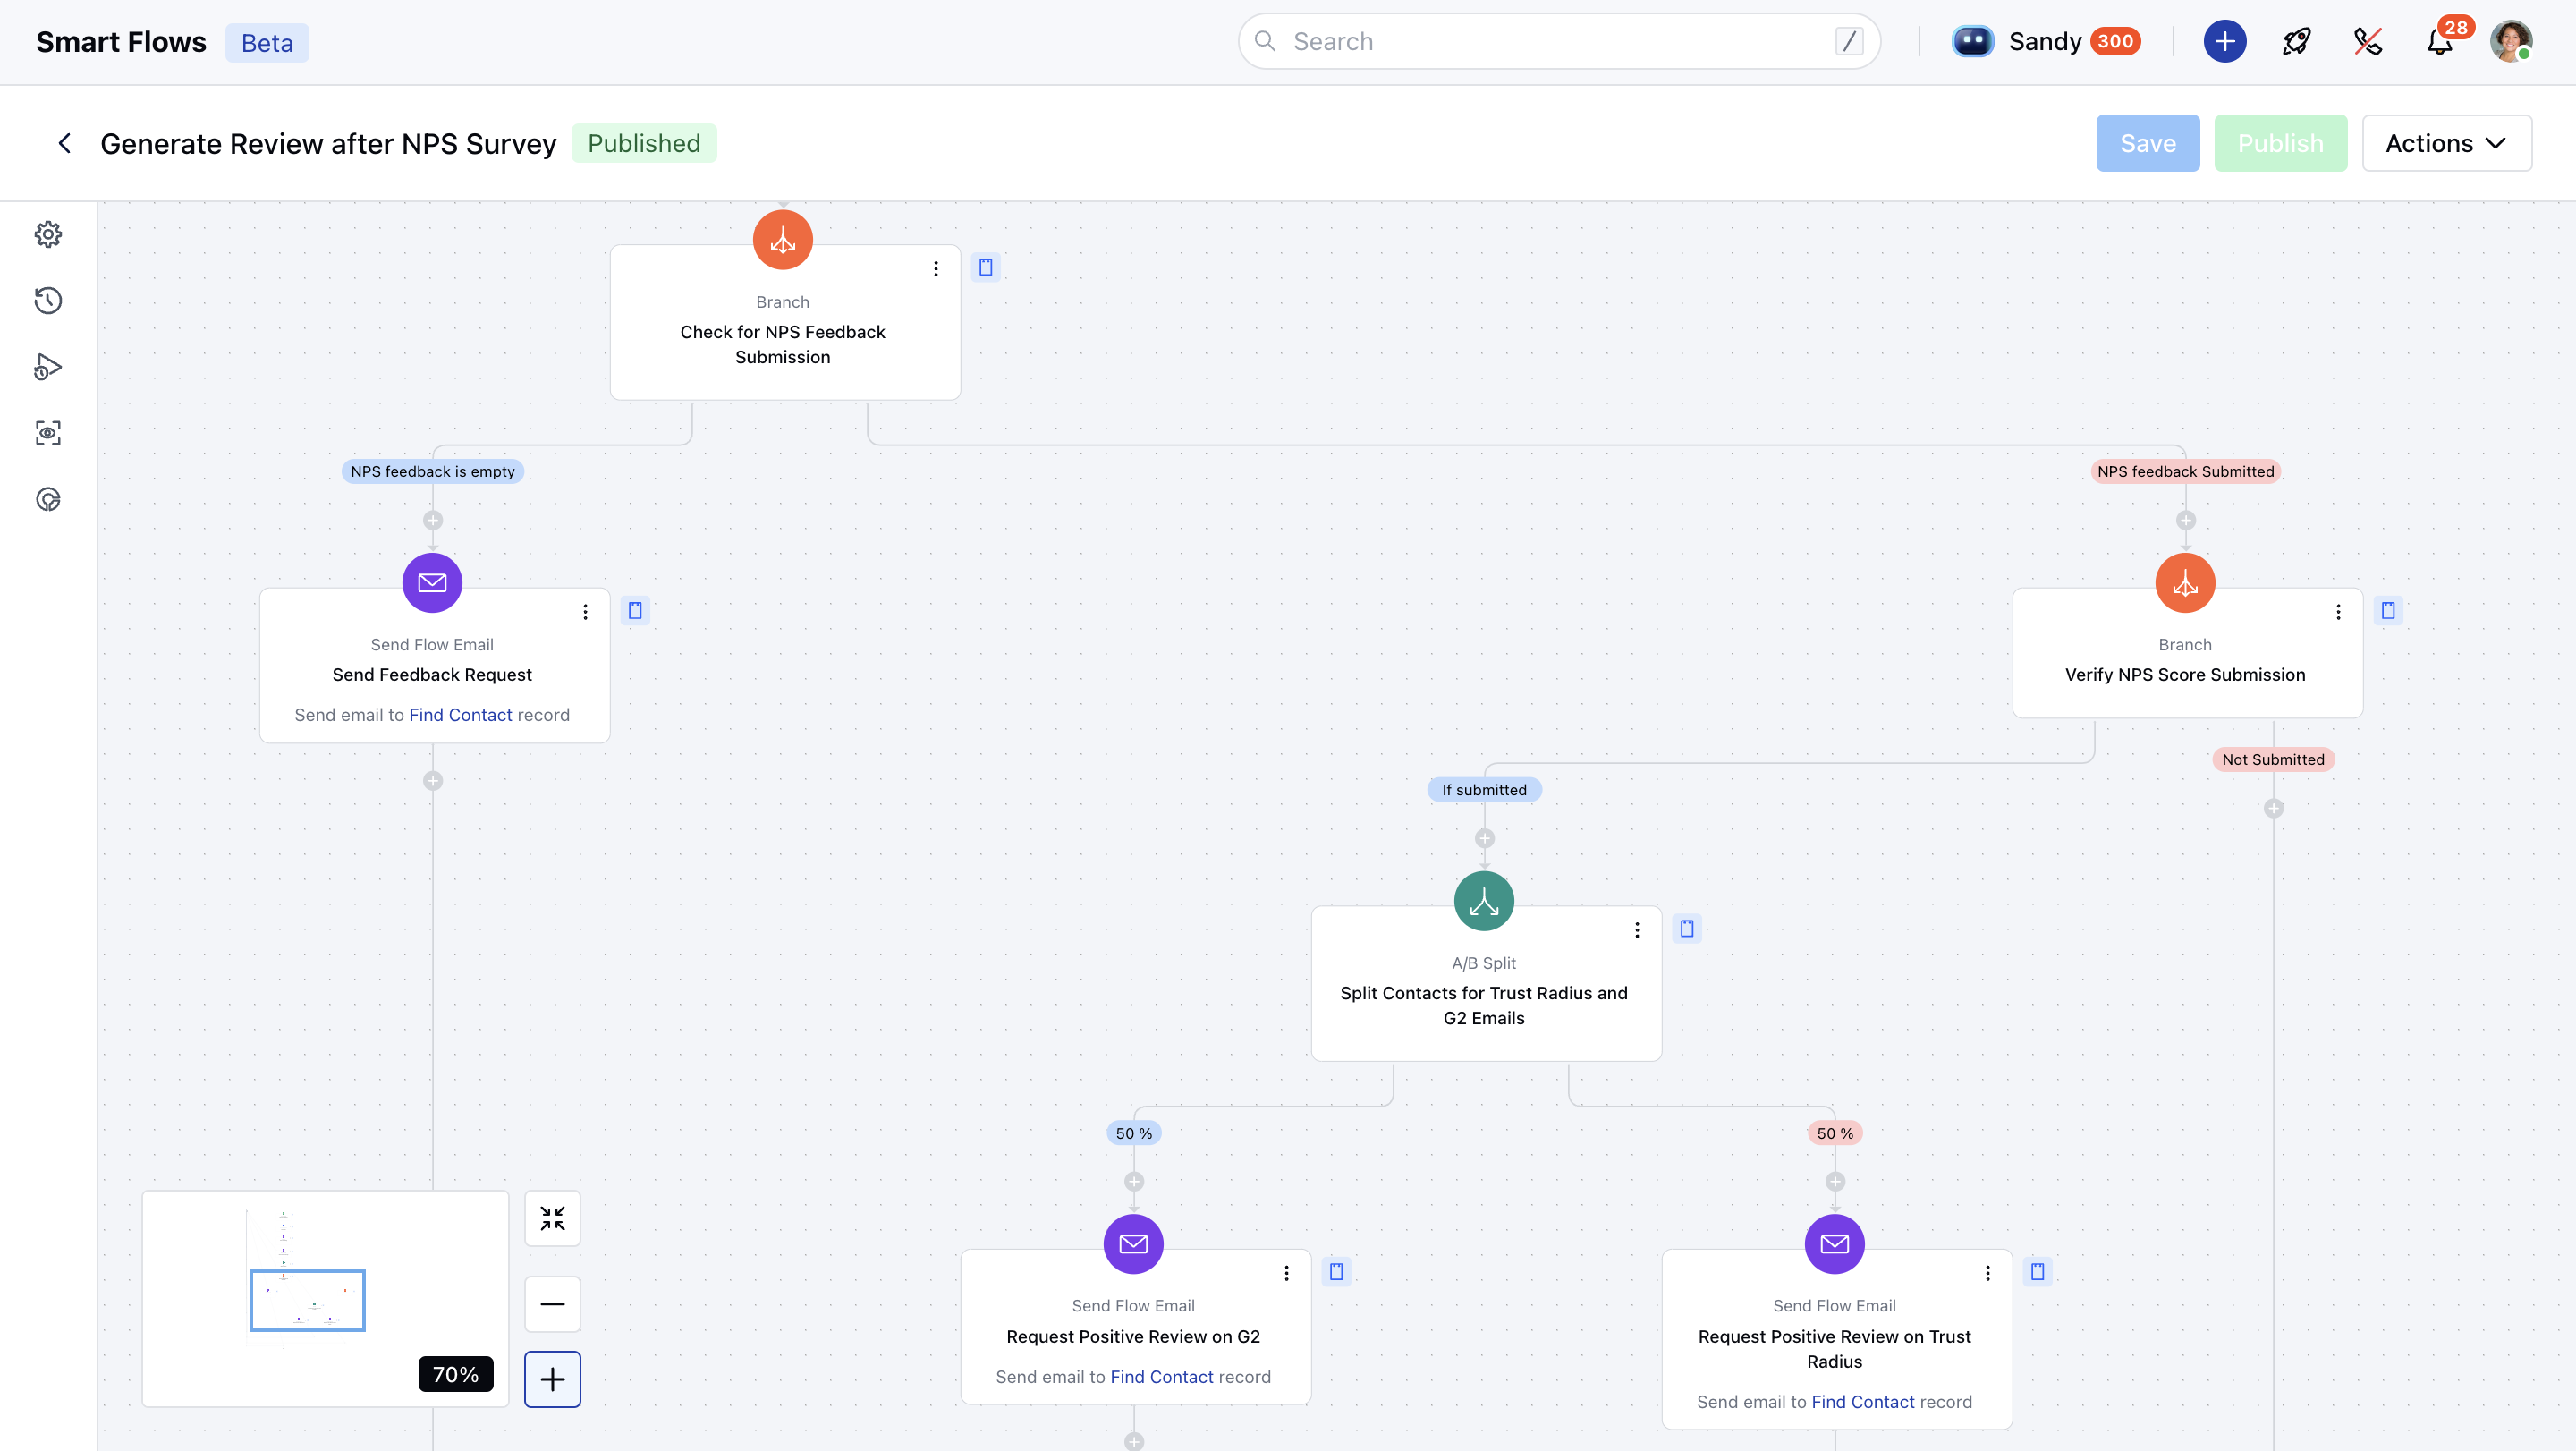 Smart Flows
Beta
Search
/
Sandy
300
28
Generate Review after NPS Survey
Published
Save
Publish
Actions
Branch
Check for NPS Feedback
Submission
NPS feedback is empty
NPS feedback Submitted
Send Flow Email
Send Feedback Request
Send email to Find Contact record
Branch
Verify NPS Score Submission
If submitted
Not Submitted
A/B Split
Split Contacts for Trust Radius and
G2 Emails
50 %
50 %
Send Flow Email
Request Positive Review on G2
Send email to Find Contact record
Send Flow Email
Request Positive Review on Trust
Radius
Send email to Find Contact record
70%